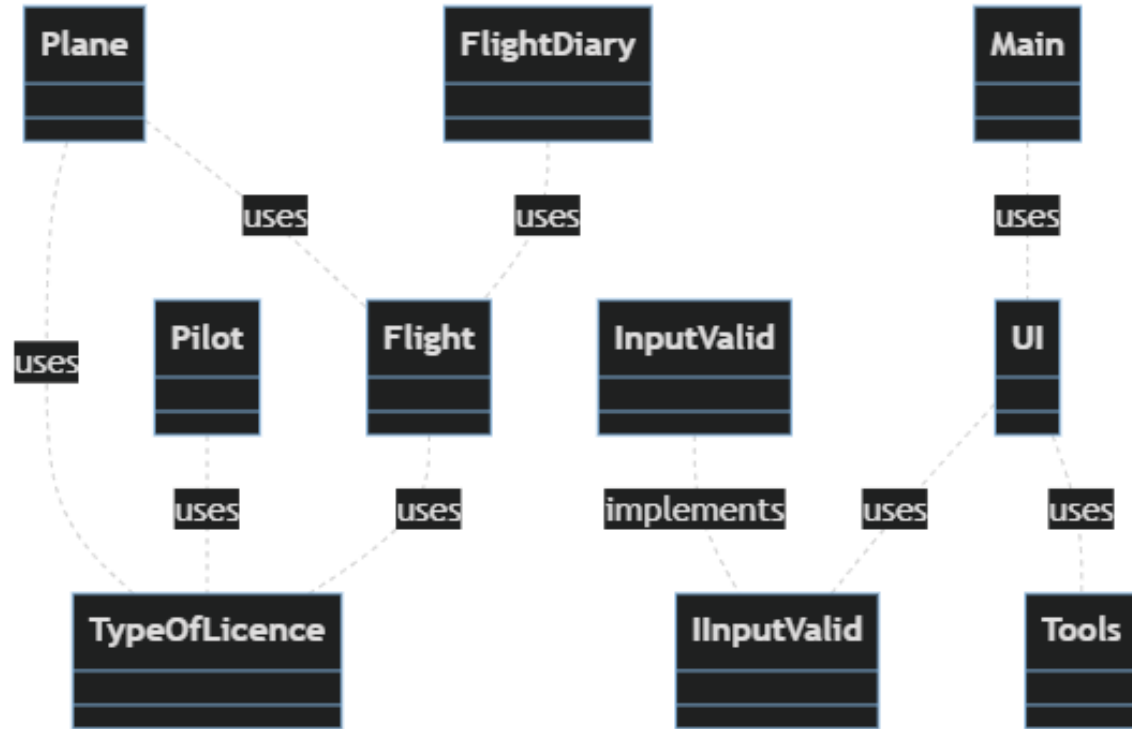 Plane
FlightDiary
Main
uses
uses
uses
Pilot
Flight
InputValid
UI
uses
uses
uses
implements
uses
uses
TypeOfLicence
IInputValid
Tools